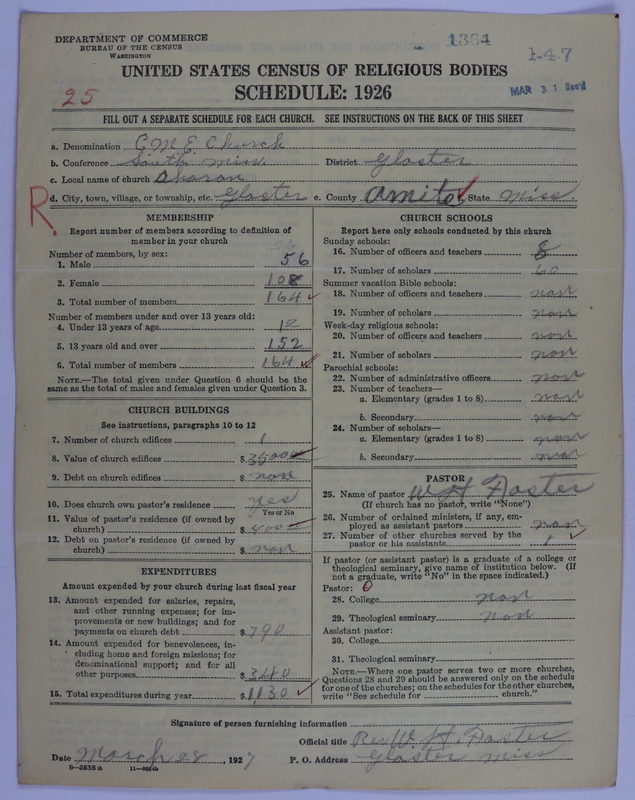 DEPARTMENT OF COMMERCE
BUREAU OF THE CENSUS
WASHINGTON
1364
147
MAR 31 Rec'd
25
UNITED STATES CENSUS OF RELIGIOUS BODIES
SCHEDULE: 1926
FILL OUT A SEPARATE SCHEDULE FOR EACH CHURCH. SEE INSTRUCTIONS ON THE BACK OF THIS SHEET
a. Denomination C M E Church
b. Conference South Miss. District Gloster
c. Local name of church Sharon
R. d. City, town, village, or township, etc. Gloster e. County Amite State Miss
MEMBERSHIP
Report number of members according to definition of
member in your church
Number of members, by sex:
1. Male 56
2. Female 108
3. Total number of members 164
Number of members under and over 13 years old:
4. Under 13 years of age 12
5. 13 years old and over 152
6. Total number of members 164
NOTE.—The total given under Question 6 should be the
same as the total of males and females given under Question 3.
CHURCH BUILDINGS
See instructions, paragraphs 10 to 12
7. Number of church edifices 1
8. Value of church edifices $ 3500
9. Debt on church edifices $ non
10. Does church own pastor's residence yes
Yes or No
11. Value of pastor's residence (if owned by
church) $ 800
12. Debt on pastor's residence (if owned by
church) $ non
EXPENDITURES
Amount expended by your church during last fiscal year
13. Amount expended for salaries, repairs,
and other running expenses; for im-
provements or new buildings; and for
payments on church debt $ 790
14. Amount expended for benevolences, in-
cluding home and foreign missions; for
denominational support; and for all
other purposes $ 340
15. Total expenditures during year $ 1130
CHURCH SCHOOLS
Report here only schools conducted by this church
Sunday schools:
16. Number of officers and teachers 8
17. Number of scholars 60
Summer vacation Bible schools:
18. Number of officers and teachers non
19. Number of scholars non
Week-day religious schools:
20. Number of officers and teachers non
21. Number of scholars non
Parochial schools:
22. Number of administrative officers non
23. Number of teachers—
a. Elementary (grades 1 to 8) non
b. Secondary non
24. Number of scholars—
a. Elementary (grades 1 to 8) non
b. Secondary non
PASTOR
25. Name of pastor W H Foster
(If church has no pastor, write "None")
26. Number of ordained ministers, if any, em-
ployed as assistant pastors non
27. Number of other churches served by the
pastor or his assistants 1
If pastor (or assistant pastor) is a graduate of a college or
theological seminary, give name of institution below. (If
not a graduate, write "No" in the space indicated.)
Pastor: 0
28. College non
29. Theological seminary non
Assistant pastor:
30. College
31. Theological seminary
NOTE.—Where one pastor serves two or more churches,
Questions 28 and 29 should be answered only on the schedule
for one of the churches; on the schedules for the other churches,
write "See schedule for church."
Signature of person furnishing information
Official title Rev. W. H. Foster
Date March 28, 1927 P. O. Address Gloster Miss
8—5518 a